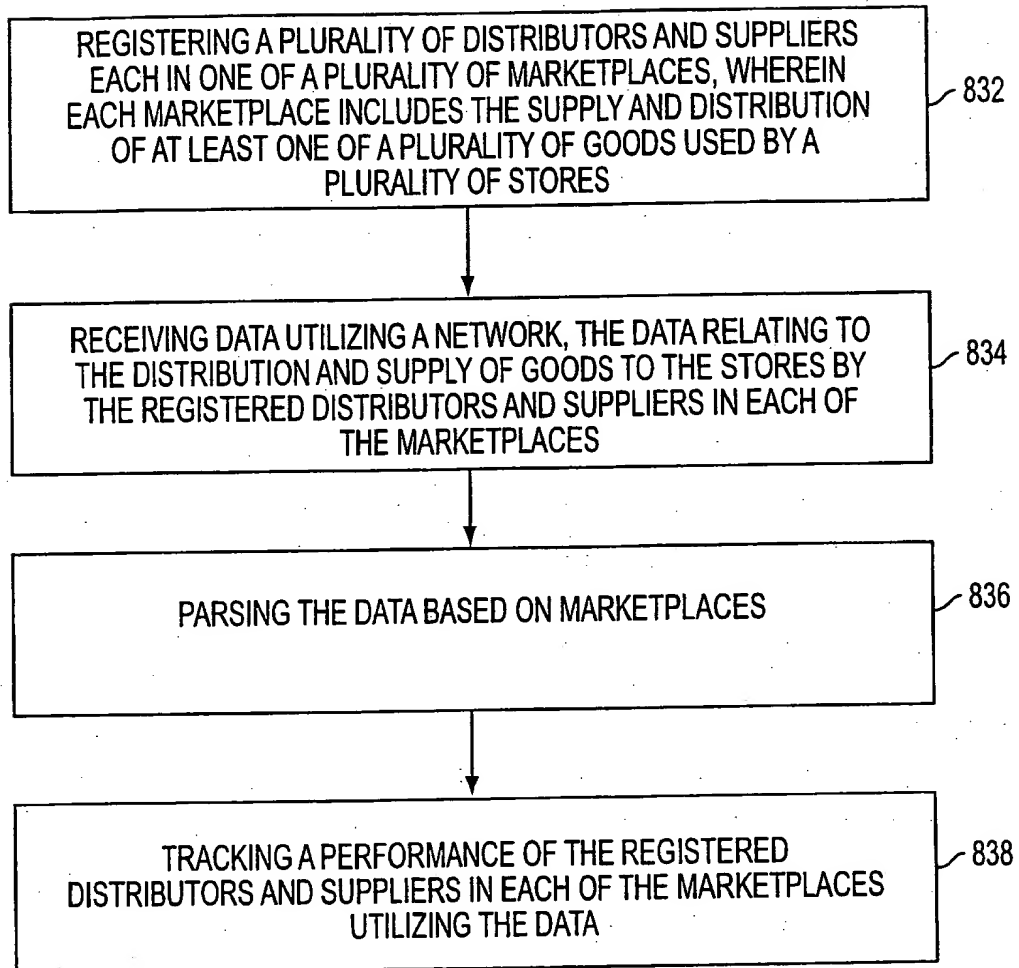 REGISTERING A PLURALITY OF DISTRIBUTORS AND SUPPLIERS
EACH IN ONE OF A PLURALITY OF MARKETPLACES, WHEREIN
EACH MARKETPLACE INCLUDES THE SUPPLY AND DISTRIBUTION
OF AT LEAST ONE OF A PLURALITY OF GOODS USED BY A
PLURALITY OF STORES
832
RECEIVING DATA UTILIZING A NETWORK, THE DATA RELATING TO
THE DISTRIBUTION AND SUPPLY OF GOODS TO THE STORES BY
THE REGISTERED DISTRIBUTORS AND SUPPLIERS IN EACH OF
THE MARKETPLACES
834
PARSING THE DATA BASED ON MARKETPLACES
836
TRACKING A PERFORMANCE OF THE REGISTERED
DISTRIBUTORS AND SUPPLIERS IN EACH OF THE MARKETPLACES
UTILIZING THE DATA
838